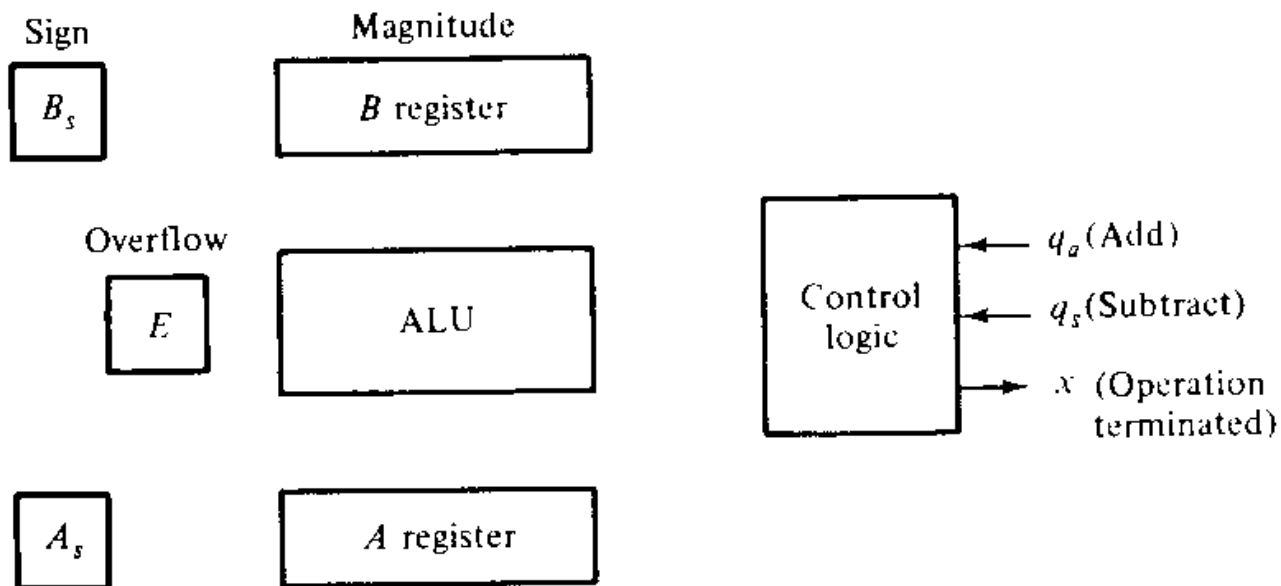 Sign
Magnitude
B_s
B register
Overflow
E
ALU
Control
logic
q_a (Add)
q_s (Subtract)
x (Operation
terminated)
A_s
A register